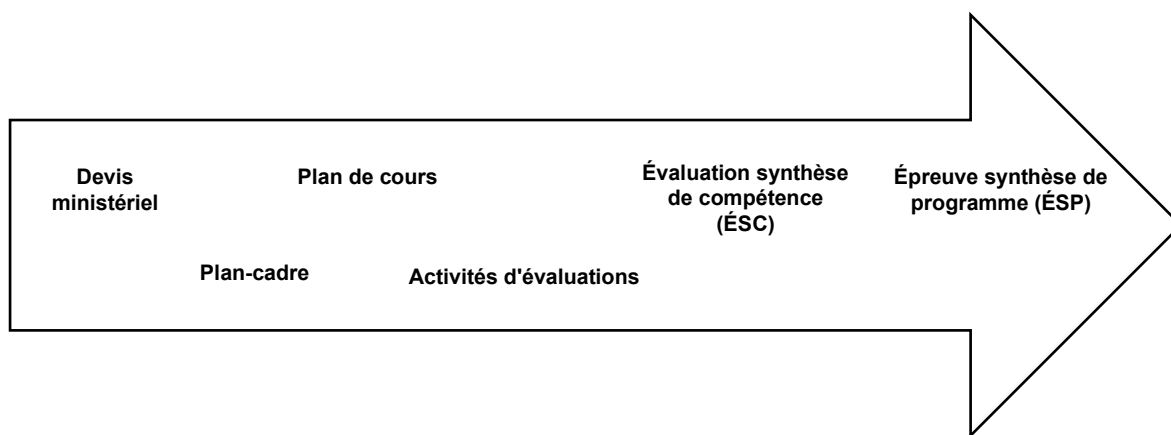 Devis
ministériel
Plan-cadre
Plan de cours
Activités d'évaluations
Évaluation synthèse
de compétence
(ÉSC)
Épreuve synthèse de
programme (ÉSP)